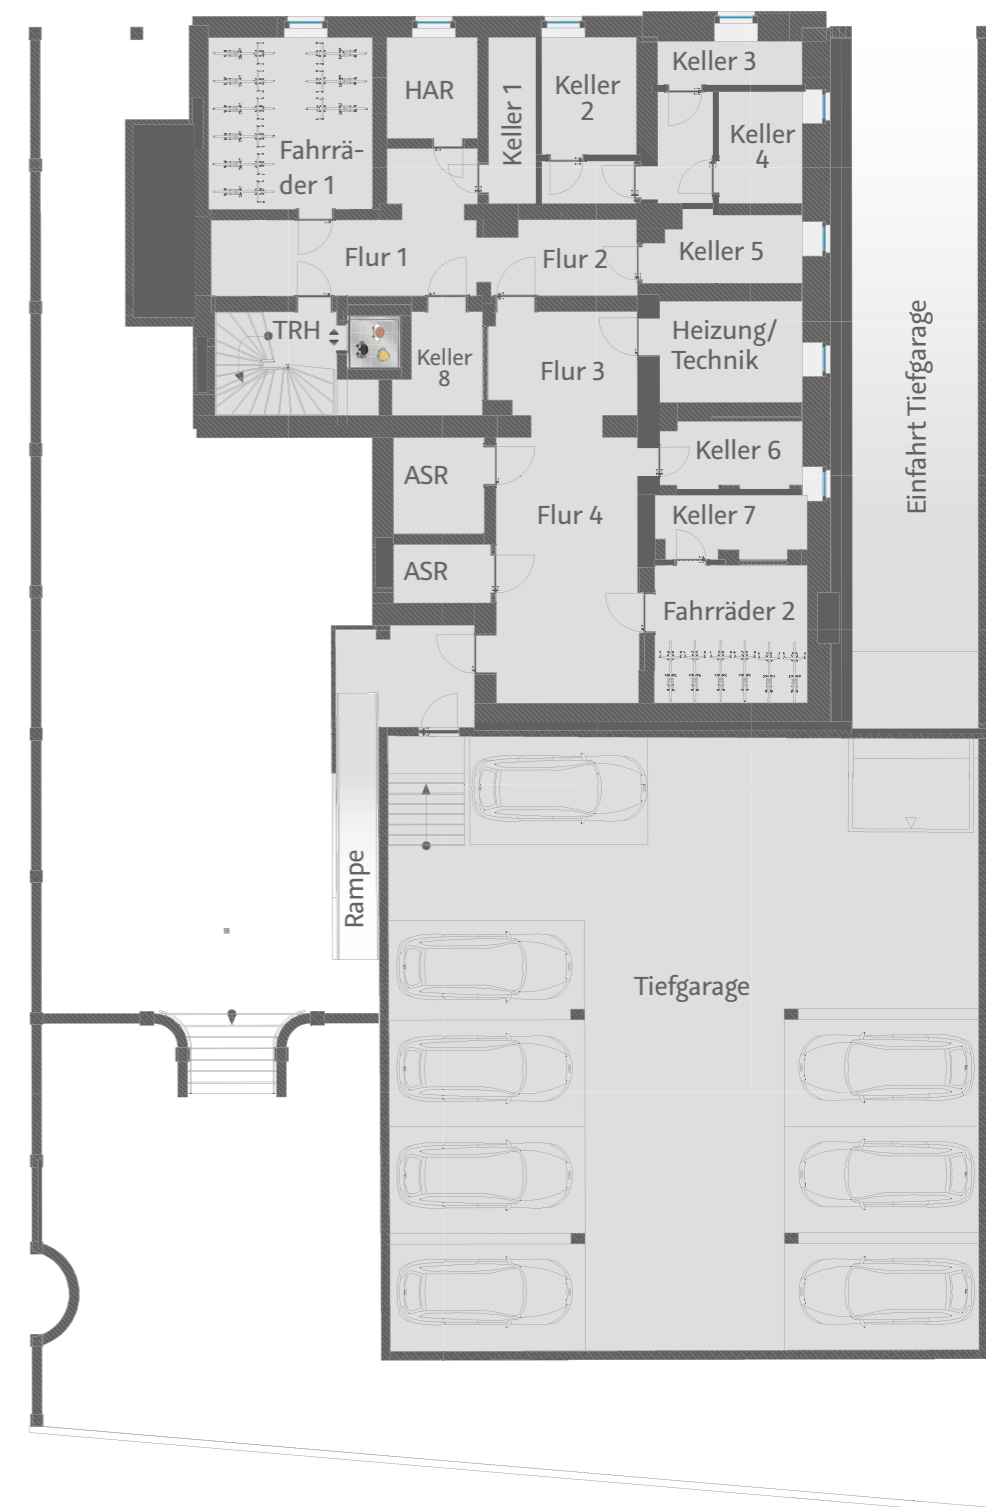 Keller 3
HAR
Keller 1
Keller
2
Keller
4
Fahrrä-
der 1
Flur 1
Flur 2
Keller 5
TRH
Keller
8
Flur 3
Heizung/
Technik
Einfahrt Tiefgarage
Keller 6
ASR
Flur 4
Keller 7
ASR
Fahrräder 2
Rampe
Tiefgarage